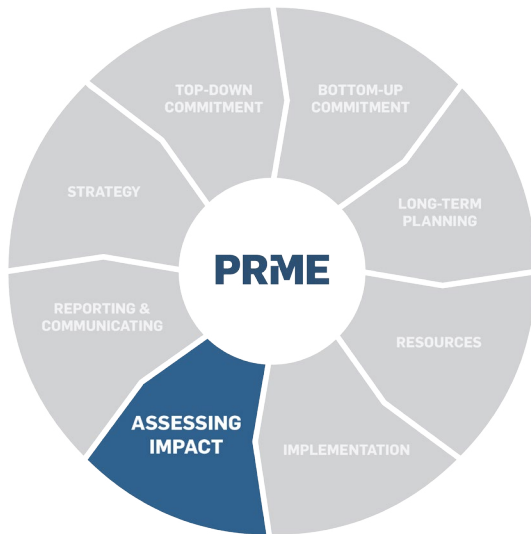 TOP-DOWN
COMMITMENT
BOTTOM-UP
COMMITMENT
LONG-TERM
PLANNING
RESOURCES
IMPLEMENTATION
ASSESSING
IMPACT
REPORTING &
COMMUNICATING
STRATEGY
PRME